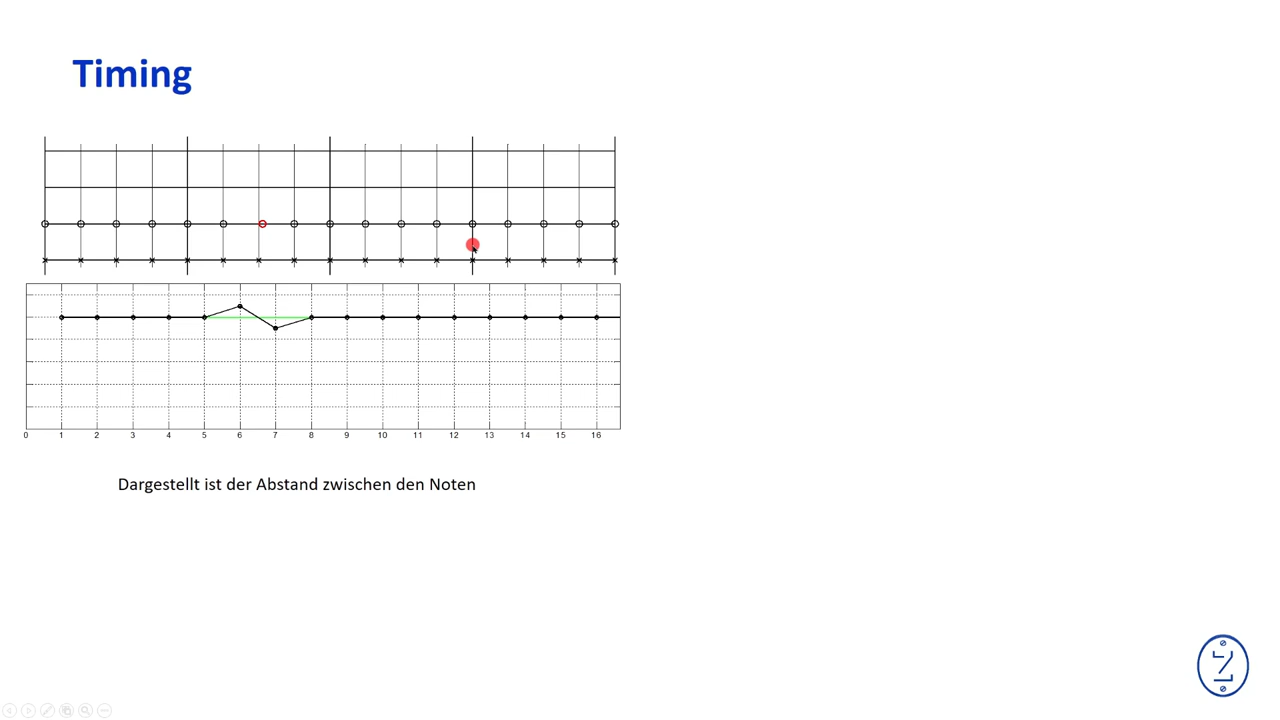 Timing
0 1 2 3 4 5 6 7 8 9 10 11 12 13 14 15 16
Dargestellt ist der Abstand zwischen den Noten